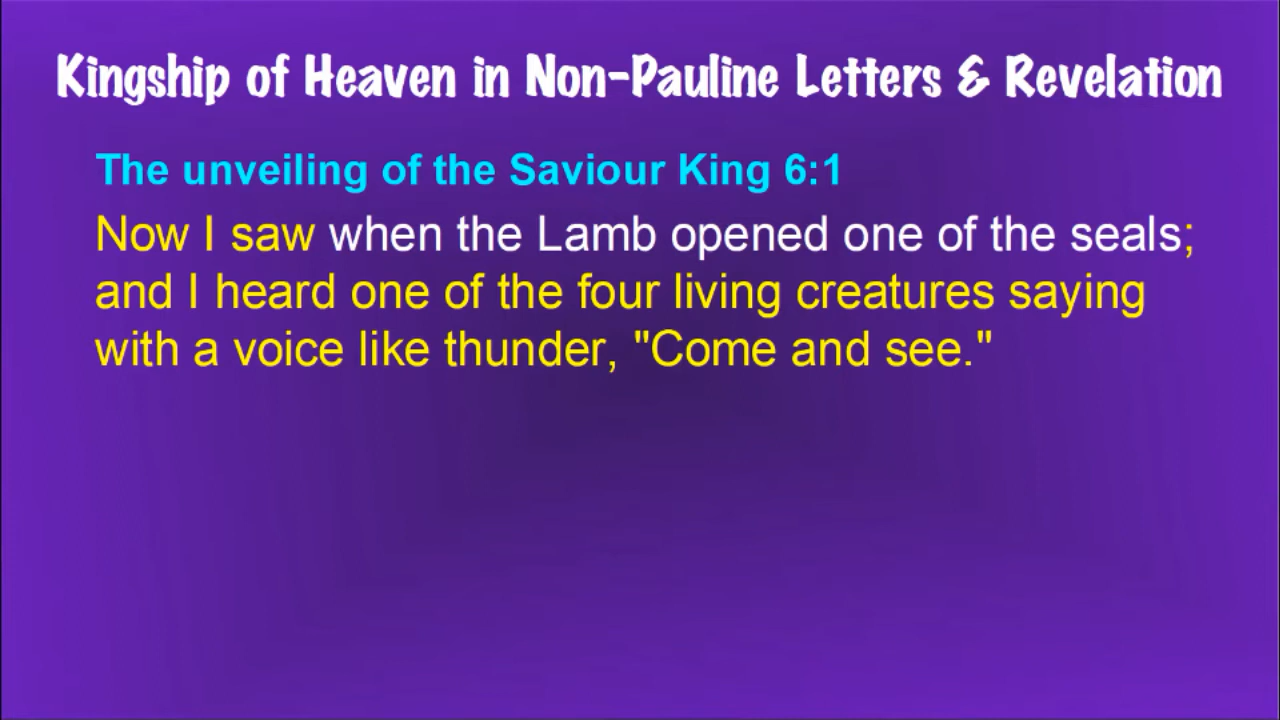 Kingship of Heaven in Non-Pauline Letters & Revelation
The unveiling of the Saviour King 6:1
Now I saw when the Lamb opened one of the seals;
and I heard one of the four living creatures saying
with a voice like thunder, "Come and see."